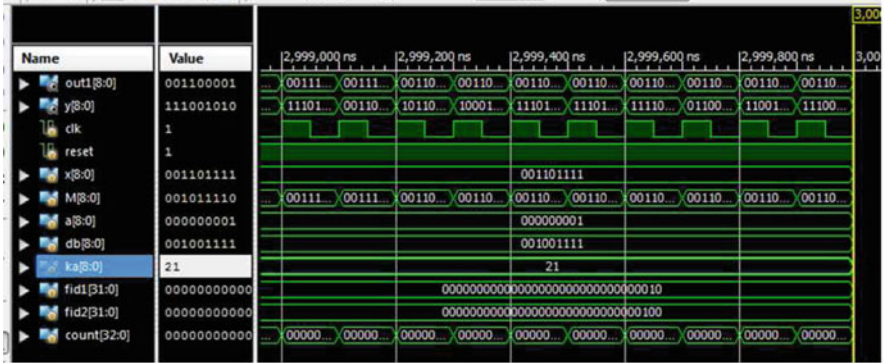 3,00
Name Value 2,999,000 ns 2,999,200 ns 2,999,400 ns 2,999,600 ns 2,999,800 ns 3,00
out1[8:0] 001100001 ... 00111... 00111... 00110... 00110... 00110... 00110... 00110... 00110... 00110... 00110...
y[8:0] 111001010 ... 11101... 00110... 10110... 10001... 11101... 11101... 11110... 01100... 11001... 11100...
clk 1
reset 1
x[8:0] 001101111 001101111
M[8:0] 001011110 ... 00111... 00111... 00110... 00110... 00110... 00110... 00110... 00110... 00110... 00110...
a[8:0] 000000001 000000001
db[8:0] 001001111 001001111
ka[8:0] 21 21
fid1[31:0] 00000000000 00000000000000000000000000000010
fid2[31:0] 00000000000 00000000000000000000000000000100
count[32:0] 00000000000 ... 00000... 00000... 00000... 00000... 00000... 00000... 00000... 00000... 00000... 00000...